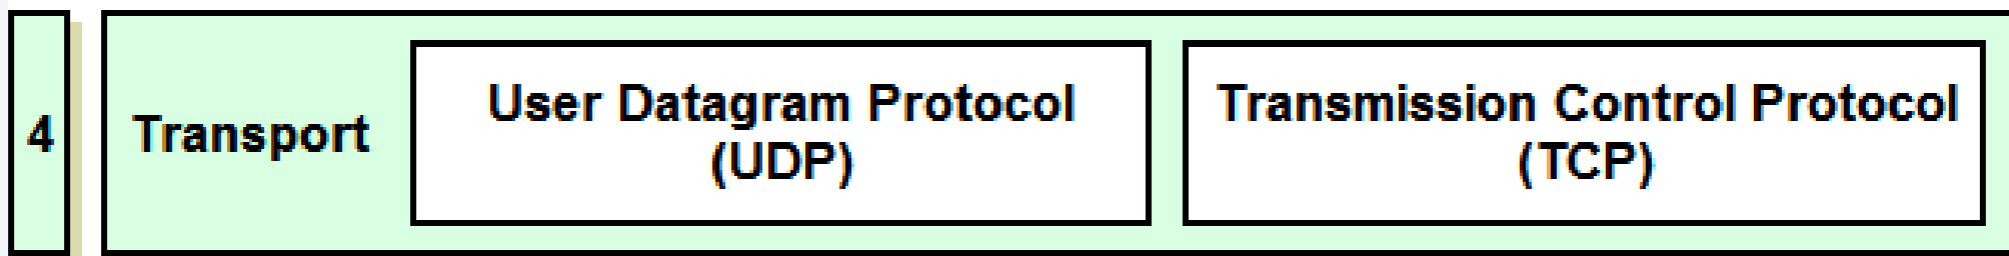 4
Transport
User Datagram Protocol
(UDP)
Transmission Control Protocol
(TCP)